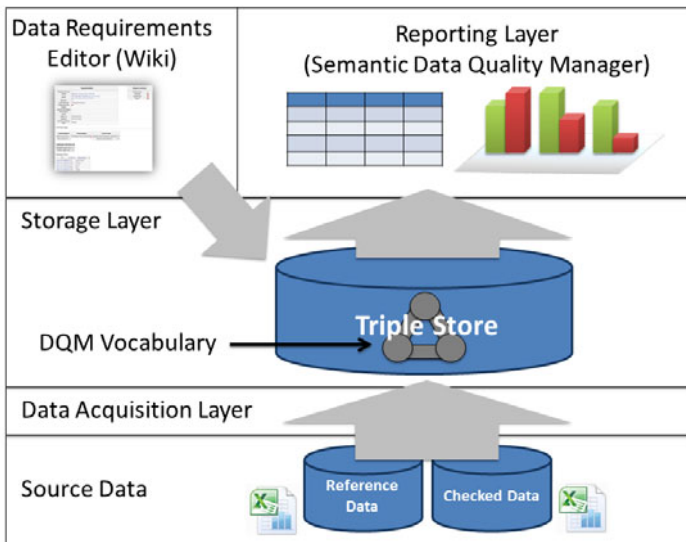 Data Requirements
Editor (Wiki)
Reporting Layer
(Semantic Data Quality Manager)
Storage Layer
Triple Store
DQM Vocabulary
Data Acquisition Layer
Source Data
Reference
Data
Checked Data